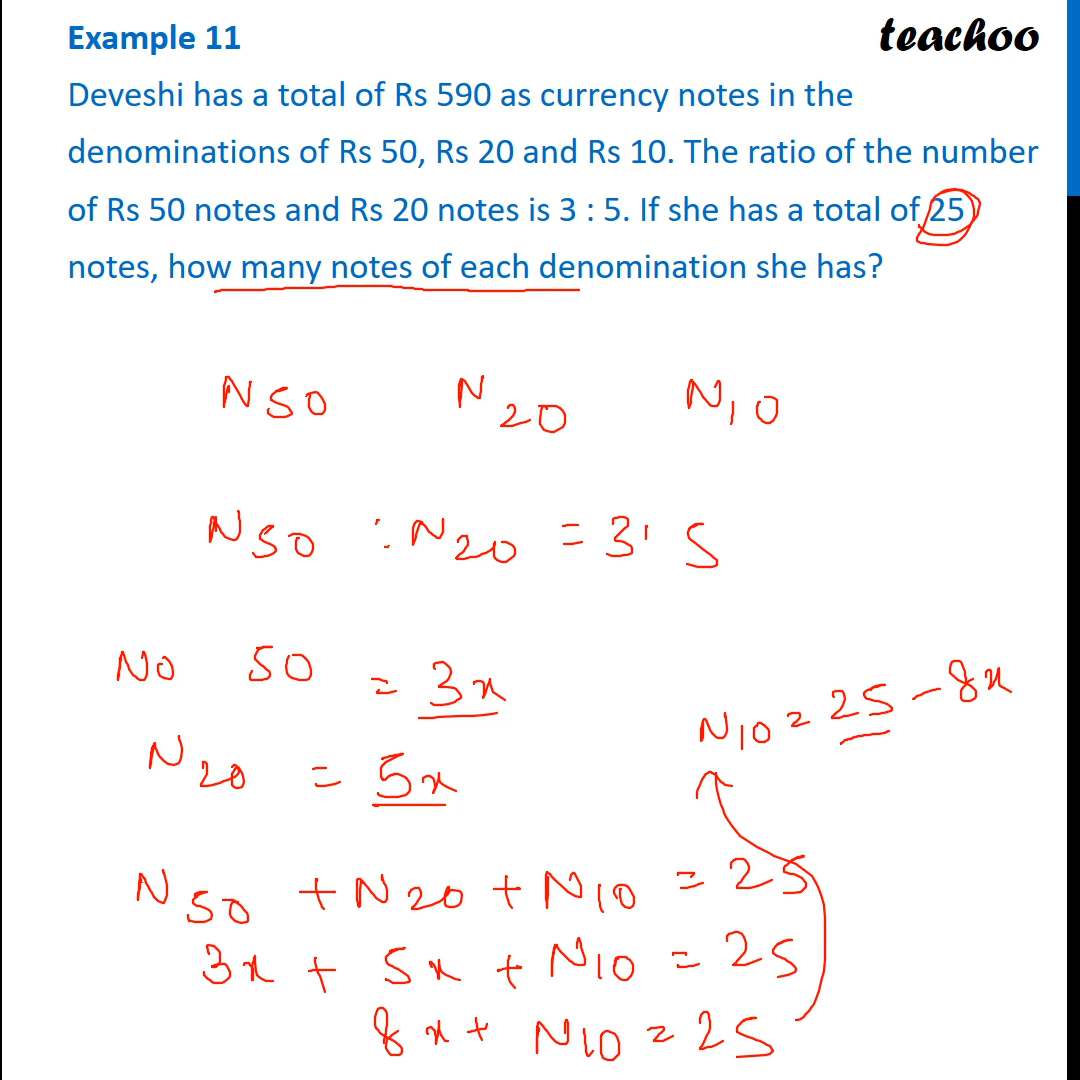 Example 11
teachoo
Deveshi has a total of Rs 590 as currency notes in the
denominations of Rs 50, Rs 20 and Rs 10. The ratio of the number
of Rs 50 notes and Rs 20 notes is 3 : 5. If she has a total of 25
notes, how many notes of each denomination she has?
N50 N20 N10
N50 : N20 = 3 : 5
No 50 = 3x
N10 = 25 - 8x
N20 = 5x
N50 + N20 + N10 = 25
3x + 5x + N10 = 25
8x + N10 = 25